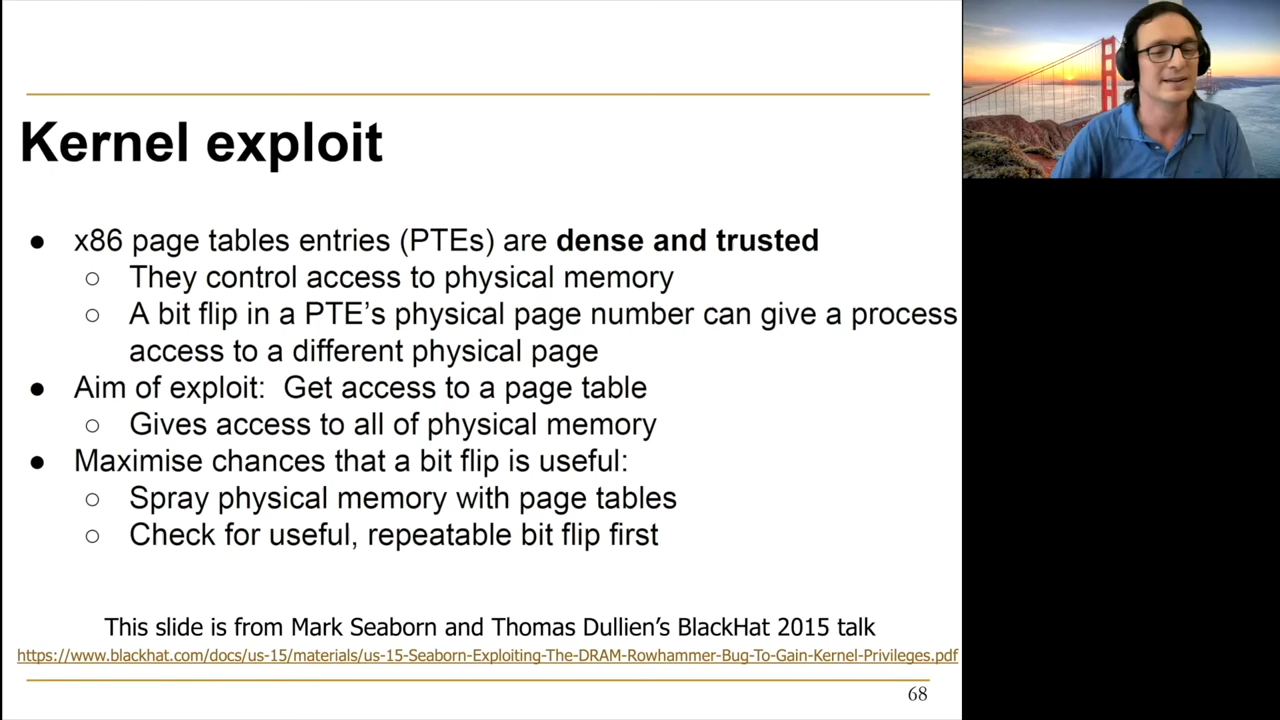 Kernel exploit
● x86 page tables entries (PTEs) are dense and trusted
○ They control access to physical memory
○ A bit flip in a PTE’s physical page number can give a process
access to a different physical page
● Aim of exploit:  Get access to a page table
○ Gives access to all of physical memory
● Maximise chances that a bit flip is useful:
○ Spray physical memory with page tables
○ Check for useful, repeatable bit flip first
This slide is from Mark Seaborn and Thomas Dullien’s BlackHat 2015 talk
https://www.blackhat.com/docs/us-15/materials/us-15-Seaborn-Exploiting-The-DRAM-Rowhammer-Bug-To-Gain-Kernel-Privileges.pdf
68